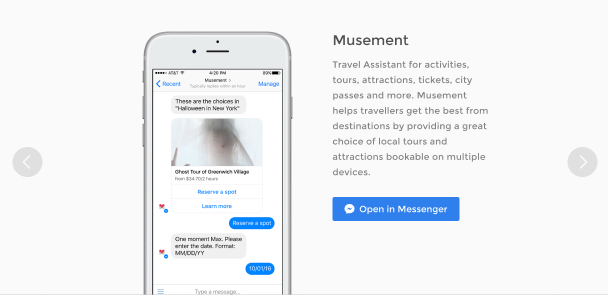 AT&T
4:20 PM
89%
Recent
Musement
Typically replies within an hour
Manage
These are the choices in
"Halloween in New York"
Ghost Tour of Greenwich Village
from $34.70/2 hours
Reserve a spot
Learn more
Reserve a spot
One moment Max. Please
enter the date. Format:
MM/DD/YY
10/01/16
Type a message...
Musement
Travel Assistant for activities,
tours, attractions, tickets, city
passes and more. Musement
helps travellers get the best from
destinations by providing a great
choice of local tours and
attractions bookable on multiple
devices.
Open in Messenger